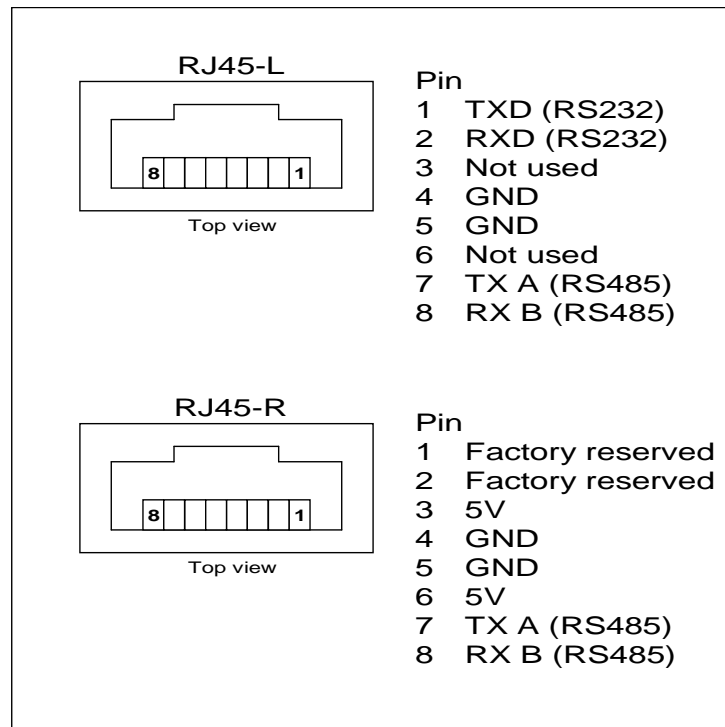 RJ45-L
8 1
Top view
Pin
1 TXD (RS232)
2 RXD (RS232)
3 Not used
4 GND
5 GND
6 Not used
7 TX A (RS485)
8 RX B (RS485)
RJ45-R
8 1
Top view
Pin
1 Factory reserved
2 Factory reserved
3 5V
4 GND
5 GND
6 5V
7 TX A (RS485)
8 RX B (RS485)